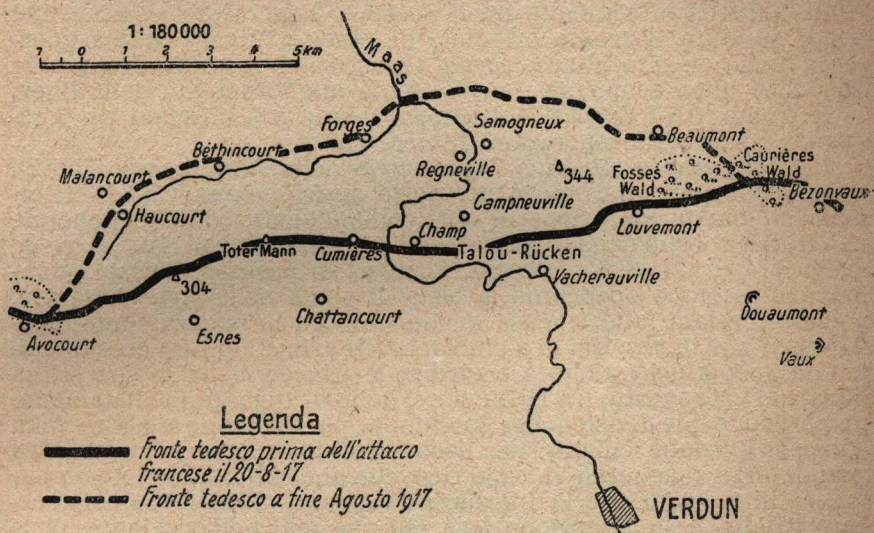 1:180000
1 0 1 2 3 4 5 km
Maas
Forges
Samogneux
Beaumont
Béthincourt
Regneville
344
Caurières
Wald
Malancourt
Fosses
Wald
Haucourt
Campneuville
Bezonvaux
Champ
Louvemont
Toter Mann
Cumières
Talou-Rücken
304
Vacherauville
Chattancourt
Douaumont
Avocourt
Esnes
Vaux
Legenda
Fronte tedesco prima dell'attacco
francese il 20-8-17
Fronte tedesco a fine Agosto 1917
VERDUN